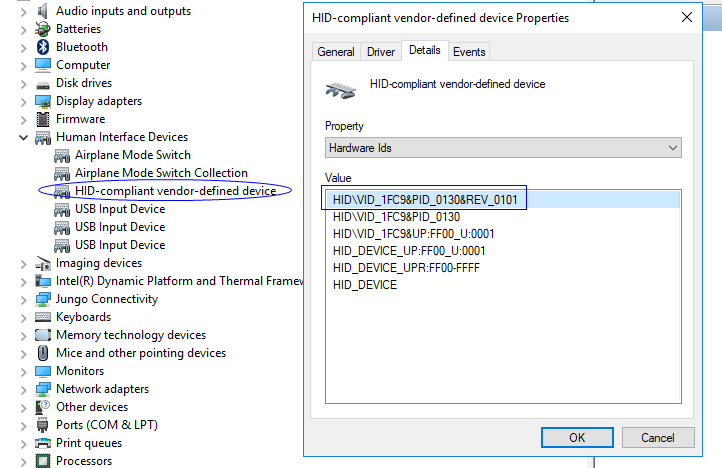 Audio inputs and outputs
Batteries
Bluetooth
Computer
Disk drives
Display adapters
Firmware
Human Interface Devices
Airplane Mode Switch
Airplane Mode Switch Collection
HID-compliant vendor-defined device
USB Input Device
USB Input Device
USB Input Device
Imaging devices
Intel(R) Dynamic Platform and Thermal Framew
Jungo Connectivity
Keyboards
Memory technology devices
Mice and other pointing devices
Monitors
Network adapters
Other devices
Ports (COM & LPT)
Print queues
Processors
HID-compliant vendor-defined device Properties
General Driver Details Events
HID-compliant vendor-defined device
Property
Hardware Ids
Value
HID\VID_1FC9&PID_0130&REV_0101
HID\VID_1FC9&PID_0130
HID\VID_1FC9&UP:FF00_U:0001
HID_DEVICE_UP:FF00_U:0001
HID_DEVICE_UPR:FF00-FFFF
HID_DEVICE
OK Cancel